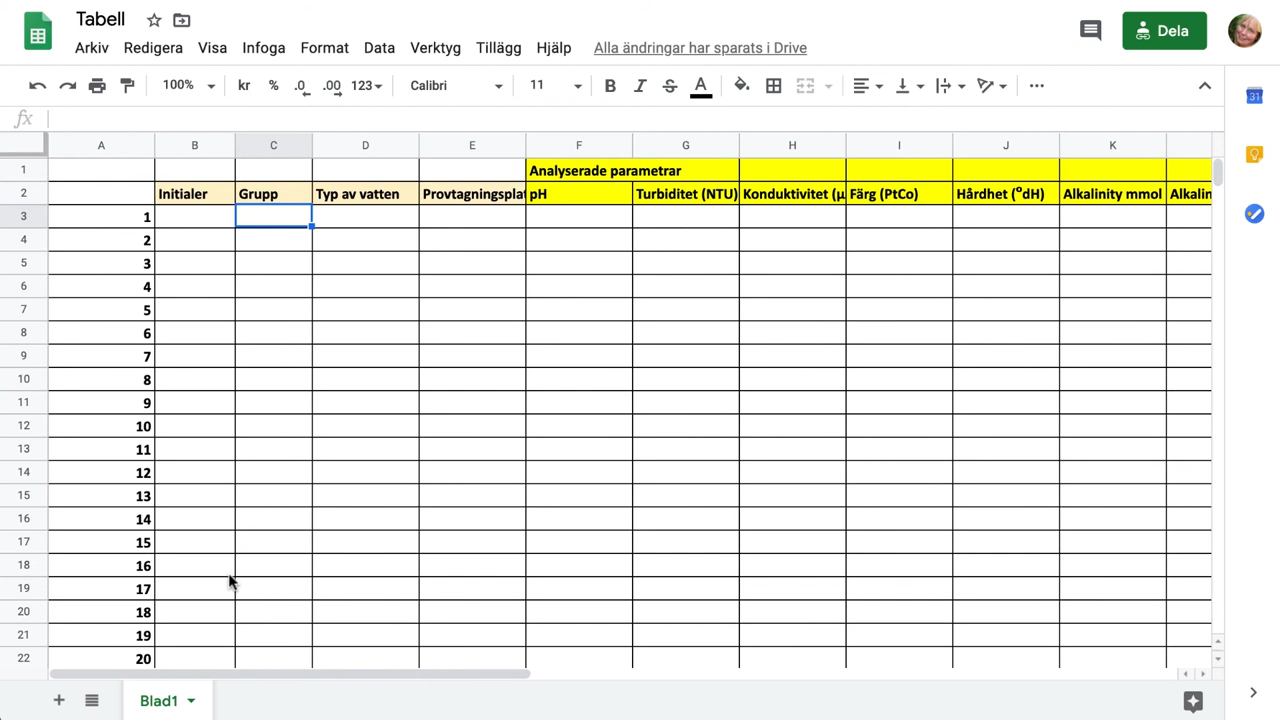 Tabell
Arkiv Redigera Visa Infoga Format Data Verktyg Tillägg Hjälp Alla ändringar har sparats i Drive
Dela
100% kr % .0 .00 123 Calibri 11 B I S A
fx
A B C D E F G H I J K
1 Analyserade parametrar
2 Initialer Grupp Typ av vatten Provtagningsplat pH Turbiditet (NTU) Konduktivitet (µ Färg (PtCo) Hårdhet (°dH) Alkalinity mmol Alkalin
3 1
4 2
5 3
6 4
7 5
8 6
9 7
10 8
11 9
12 10
13 11
14 12
15 13
16 14
17 15
18 16
19 17
20 18
21 19
22 20
Blad1
31